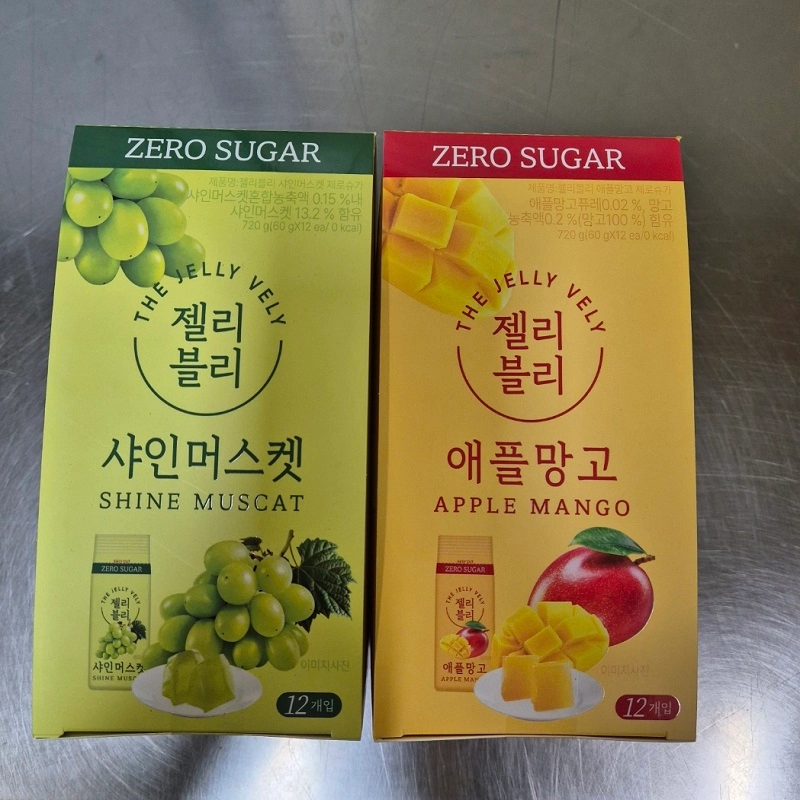 ZERO SUGAR
제품명:젤리블리 샤인머스켓 제로슈가
샤인머스켓혼합농축액 0.15 %내
샤인머스켓 13.2 % 함유
720 g(60 gX12 ea/0 kcal)
THE JELLY VELY
젤리
블리
샤인머스켓
SHINE MUSCAT
ZERO SUGAR
THE JELLY VELY
젤리
블리
샤인머스켓
SHINE MUSC
이미지사진
12개입
ZERO SUGAR
제품명:젤리블리 애플망고 제로슈가
애플망고퓨레0.02 %, 망고
농축액0.2 %(망고100 %) 함유
720 g(60 gX12 ea/0 kcal)
THE JELLY VELY
젤리
블리
애플망고
APPLE MANGO
ZERO SUGAR
THE JELLY VELY
젤리
블리
애플망고
APPLE MANG
이미지사진
12개입